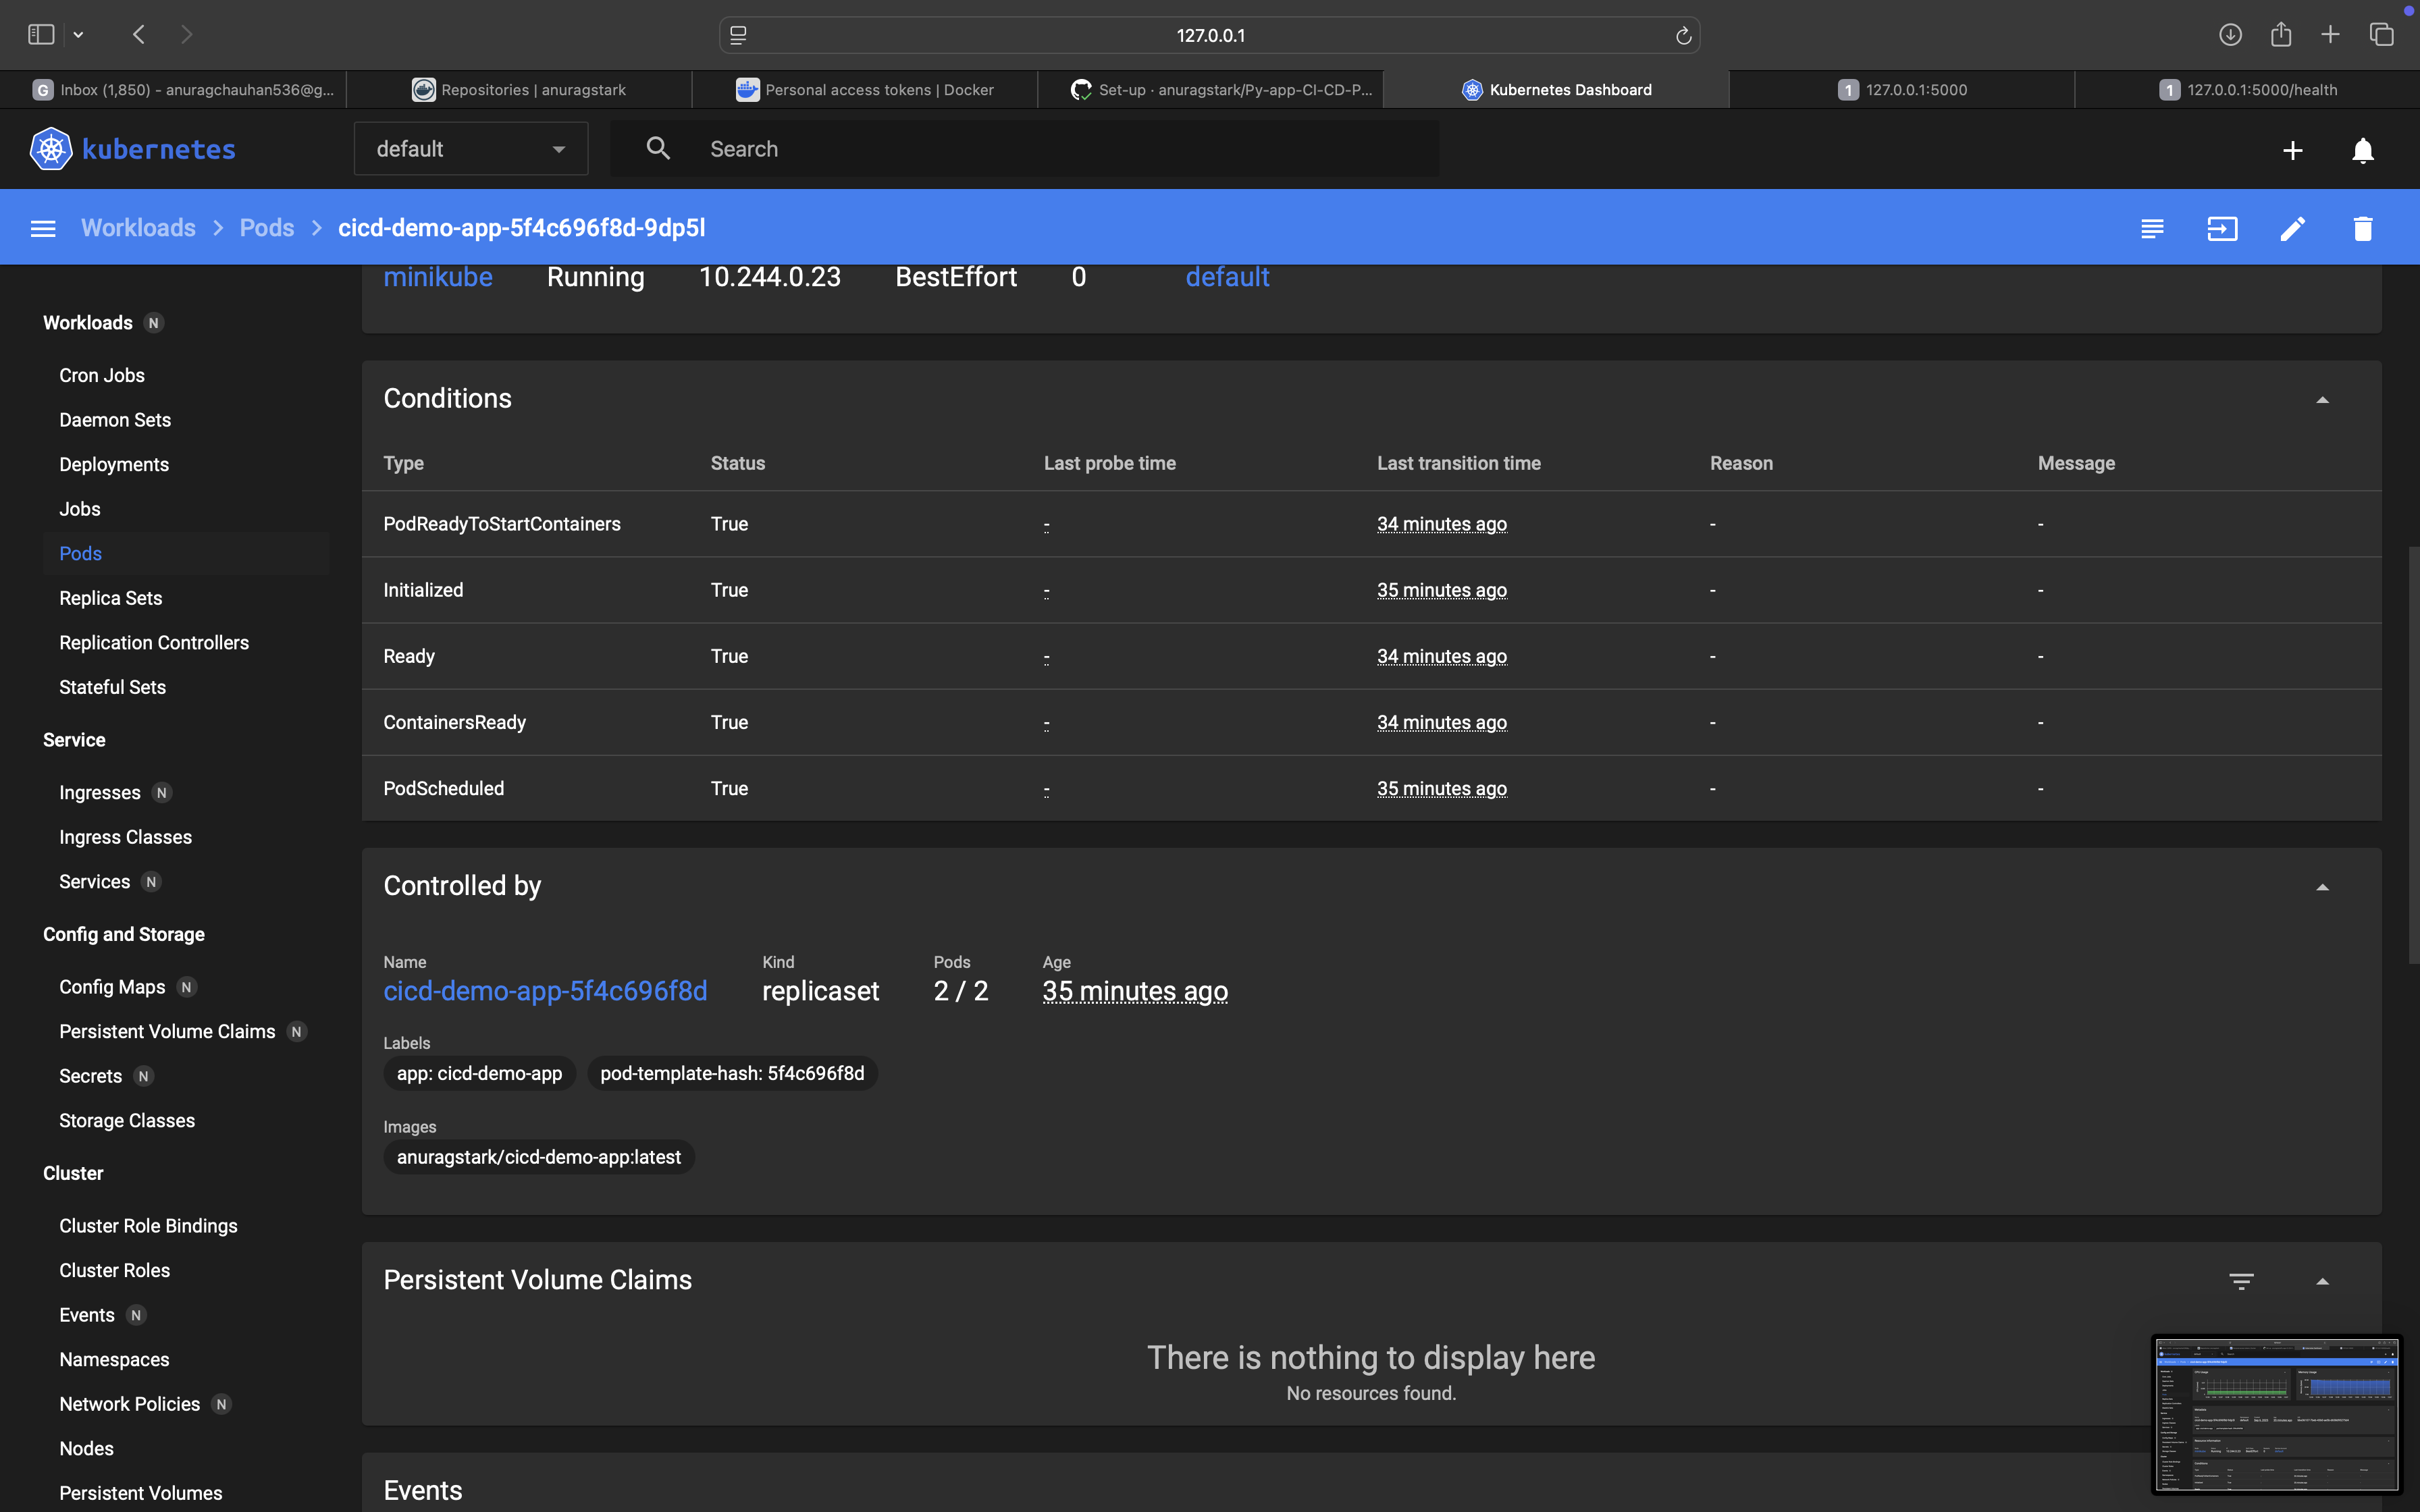 127.0.0.1
G Inbox (1,850) - anuragchauhan536@g...
Repositories | anuragstark
Personal access tokens | Docker
Set-up · anuragstark/Py-app-CI-CD-P...
Kubernetes Dashboard
1 127.0.0.1:5000
1 127.0.0.1:5000/health
kubernetes
default
Search
Workloads > Pods > cicd-demo-app-5f4c696f8d-9dp5l
minikube Running 10.244.0.23 BestEffort 0 default
Workloads N
Cron Jobs
Daemon Sets
Deployments
Jobs
Pods
Replica Sets
Replication Controllers
Stateful Sets
Service
Ingresses N
Ingress Classes
Services N
Config and Storage
Config Maps N
Persistent Volume Claims N
Secrets N
Storage Classes
Cluster
Cluster Role Bindings
Cluster Roles
Events N
Namespaces
Network Policies N
Nodes
Persistent Volumes
Conditions
Type Status Last probe time Last transition time Reason Message
PodReadyToStartContainers True - 34 minutes ago - -
Initialized True - 35 minutes ago - -
Ready True - 34 minutes ago - -
ContainersReady True - 34 minutes ago - -
PodScheduled True - 35 minutes ago - -
Controlled by
Name Kind Pods Age
cicd-demo-app-5f4c696f8d replicaset 2 / 2 35 minutes ago
Labels
app: cicd-demo-app pod-template-hash: 5f4c696f8d
Images
anuragstark/cicd-demo-app:latest
Persistent Volume Claims
There is nothing to display here
No resources found.
Events